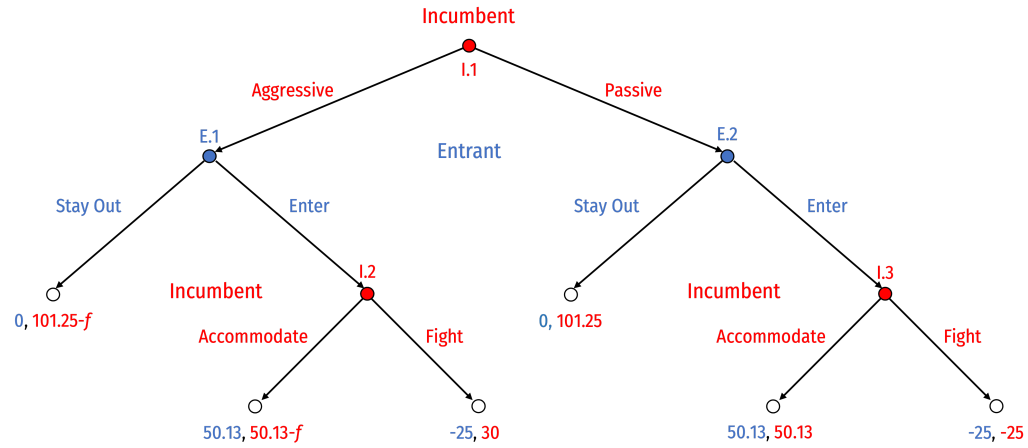 Incumbent
I.1
Aggressive
Passive
E.1
E.2
Entrant
Stay Out
Enter
Stay Out
Enter
I.2
I.3
Incumbent
Incumbent
0, 101.25-f
0, 101.25
Accommodate
Fight
Accommodate
Fight
50.13, 50.13-f
-25, 30
50.13, 50.13
-25, -25